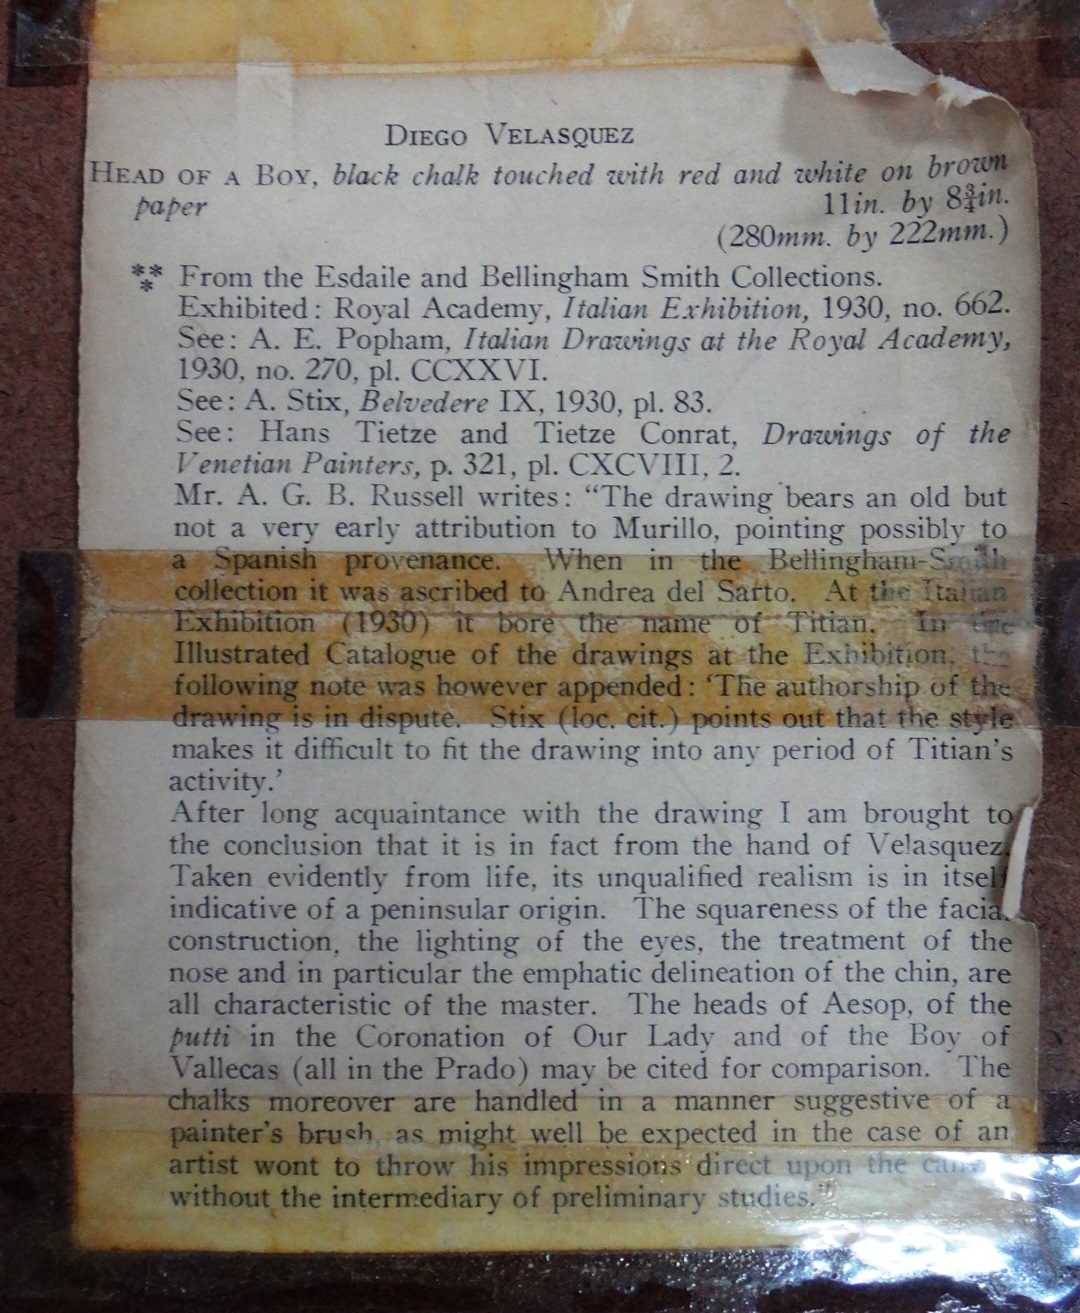 DIEGO VELASQUEZ
HEAD OF A BOY, black chalk touched with red and white on brown
paper 11in. by 8¾in.
(280mm. by 222mm.)
*** From the Esdaile and Bellingham Smith Collections.
Exhibited: Royal Academy, Italian Exhibition, 1930, no. 662.
See: A. E. Popham, Italian Drawings at the Royal Academy,
1930, no. 270, pl. CCXXVI.
See: A. Stix, Belvedere IX, 1930, pl. 83.
See: Hans Tietze and Tietze Conrat, Drawings of the
Venetian Painters, p. 321, pl. CXCVIII, 2.
Mr. A. G. B. Russell writes: “The drawing bears an old but
not a very early attribution to Murillo, pointing possibly to
a Spanish provenance. When in the Bellingham-Smith
collection it was ascribed to Andrea del Sarto. At the Italian
Exhibition (1930) it bore the name of Titian. In the
Illustrated Catalogue of the drawings at the Exhibition, the
following note was however appended: ‘The authorship of the
drawing is in dispute. Stix (loc. cit.) points out that the style
makes it difficult to fit the drawing into any period of Titian’s
activity.’
After long acquaintance with the drawing I am brought to
the conclusion that it is in fact from the hand of Velasquez.
Taken evidently from life, its unqualified realism is in itself
indicative of a peninsular origin. The squareness of the facial
construction, the lighting of the eyes, the treatment of the
nose and in particular the emphatic delineation of the chin, are
all characteristic of the master. The heads of Aesop, of the
putti in the Coronation of Our Lady and of the Boy of
Vallecas (all in the Prado) may be cited for comparison. The
chalks moreover are handled in a manner suggestive of a
painter’s brush, as might well be expected in the case of an
artist wont to throw his impressions direct upon the
without the intermediary of preliminary studies.”